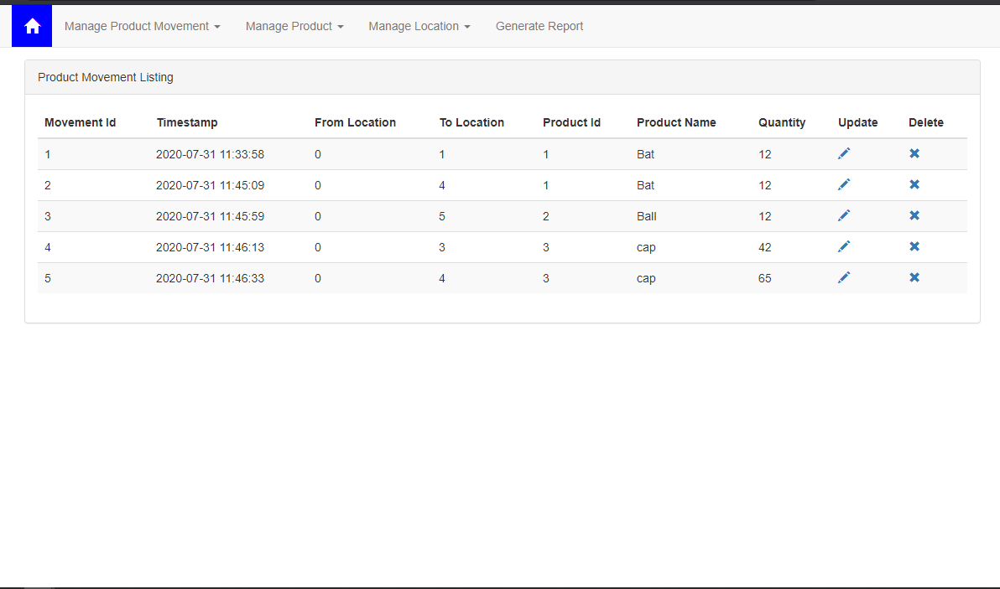 Manage Product Movement Manage Product Manage Location Generate Report
Product Movement Listing
Movement Id Timestamp From Location To Location Product Id Product Name Quantity Update Delete
1 2020-07-31 11:33:58 0 1 1 Bat 12
2 2020-07-31 11:45:09 0 4 1 Bat 12
3 2020-07-31 11:45:59 0 5 2 Ball 12
4 2020-07-31 11:46:13 0 3 3 cap 42
5 2020-07-31 11:46:33 0 4 3 cap 65